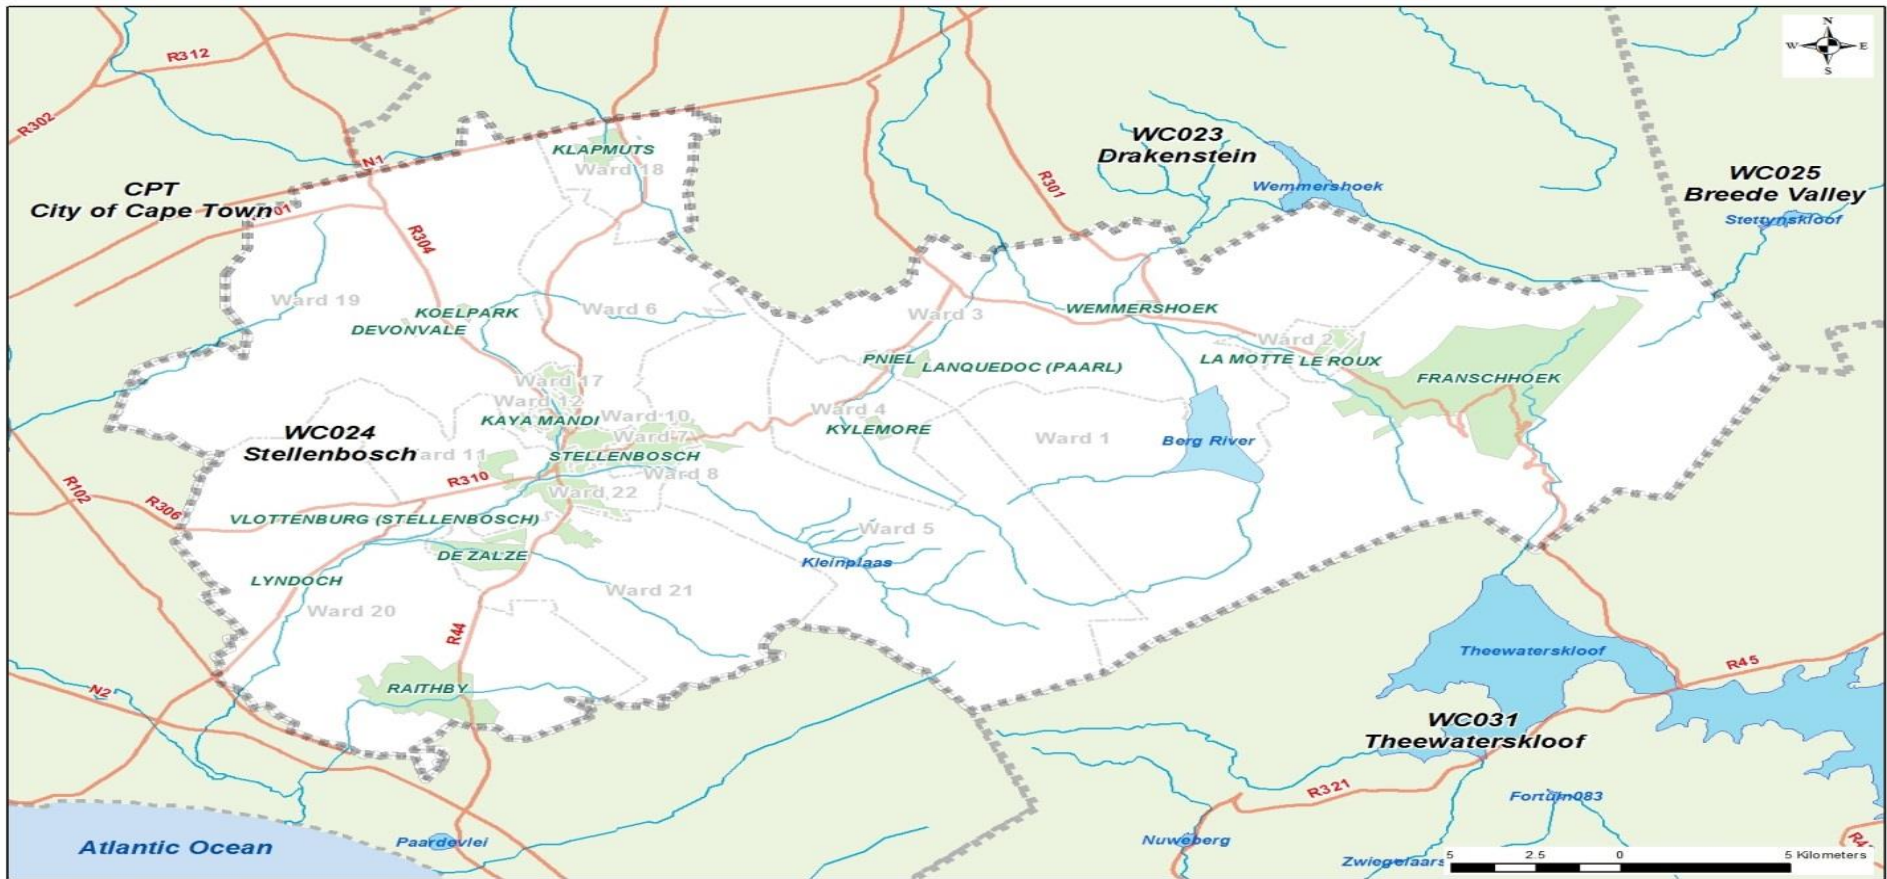 N
W E
S
R312
R302
WC023
Drakenstein
N1
KLAPMUTS
Ward 18
R301
Wemmershoek
WC025
Breede Valley
Stettynskloof
CPT
City of Cape Town
R304
Ward 19
Ward 6
Ward 3
KOELPARK
DEVONVALE
WEMMERSHOEK
Ward 2
PNIEL
LANQUEDOC (PAARL)
LA MOTTE
LE ROUX
FRANSCHHOEK
Ward 17
Ward 12
KAYA MANDI
Ward 10
Ward 4
KYLEMORE
Ward 7
Ward 1
Berg River
WC024
Stellenbosch
Ward 11
STELLENBOSCH
Ward 8
R310
R102
R306
Ward 22
VLOTTENBURG (STELLENBOSCH)
Ward 5
DE ZALZE
Kleinplaas
LYNDOCH
Ward 21
Ward 20
R44
Theewaterskloof
R45
RAITHBY
N2
WC031
Theewaterskloof
R321
Fortuin083
Atlantic Ocean
Paardevlei
Nuweberg
Zwiegelaars
5 2.5 0 5 Kilometers